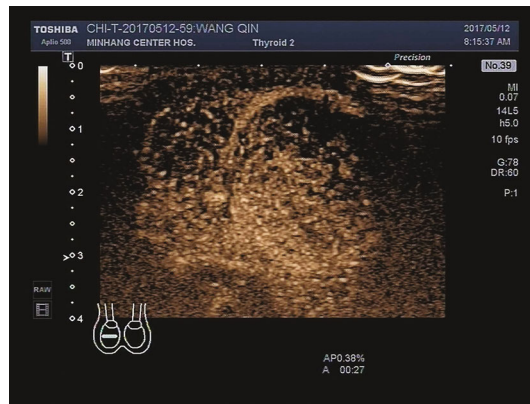 TOSHIBA CHI-T-20170512-59:WANG QIN 2017/05/12
Aplio 500 MINHANG CENTER HOS. Thyroid 2 8:15:37 AM
Precision
T
No.39
0
MI
0.07
14L5
h5.0
1
10 fps
G:78
DR:60
2
P:1
3
RAW
4
AP0.38%
A 00:27